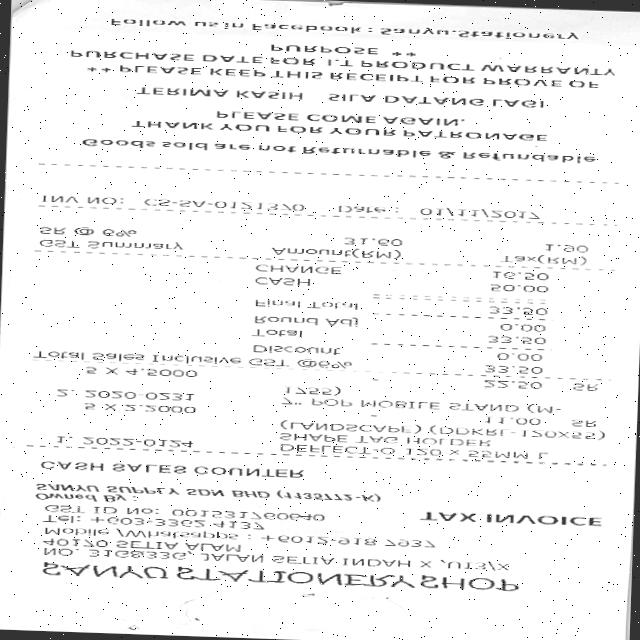 SANYU STATIONERY SHOP
NO. 31G&33G, JALAN SETIA INDAH X ,U13/X
40170 SETIA ALAM
Mobile /Whatsapps : +6012-918 7937
Tel: +603-3362 4137
GST ID No: 001531760640
TAX INVOICE
Owned By :
SANYU SUPPLY SDN BHD (1135772-K)
CASH SALES COUNTER
1. 2022-0124 DEFLECT-O 120 x 55MM L
SHAPE TAG HOLDER
(LANDSCAPE) (DDKRL-120X55)
5 X 2.2000 11.00 SR
2. 2020-0231 7" POP MOBILE STAND (M-
1755)
5 X 4.5000 22.50 SR
Total Sales Inclusive GST @6% 33.50
Discount 0.00
Total 33.50
Round Adj 0.00
Final Total 33.50
CASH 50.00
CHANGE 16.50
GST Summary Amount(RM) Tax(RM)
SR @ 6% 31.60 1.90
INV NO: CS-SA-0121370 Date : 01/11/2017
Goods sold are not Returnable & Refundable
THANK YOU FOR YOUR PATRONAGE
PLEASE COME AGAIN.
TERIMA KASIH SILA DATANG LAGI
** PLEASE KEEP THIS RECEIPT FOR PROVE OF
PURCHASE DATE FOR I.T PRODUCT WARRANTY
PURPOSE **
Follow us in Facebook : Sanyu.Stationery